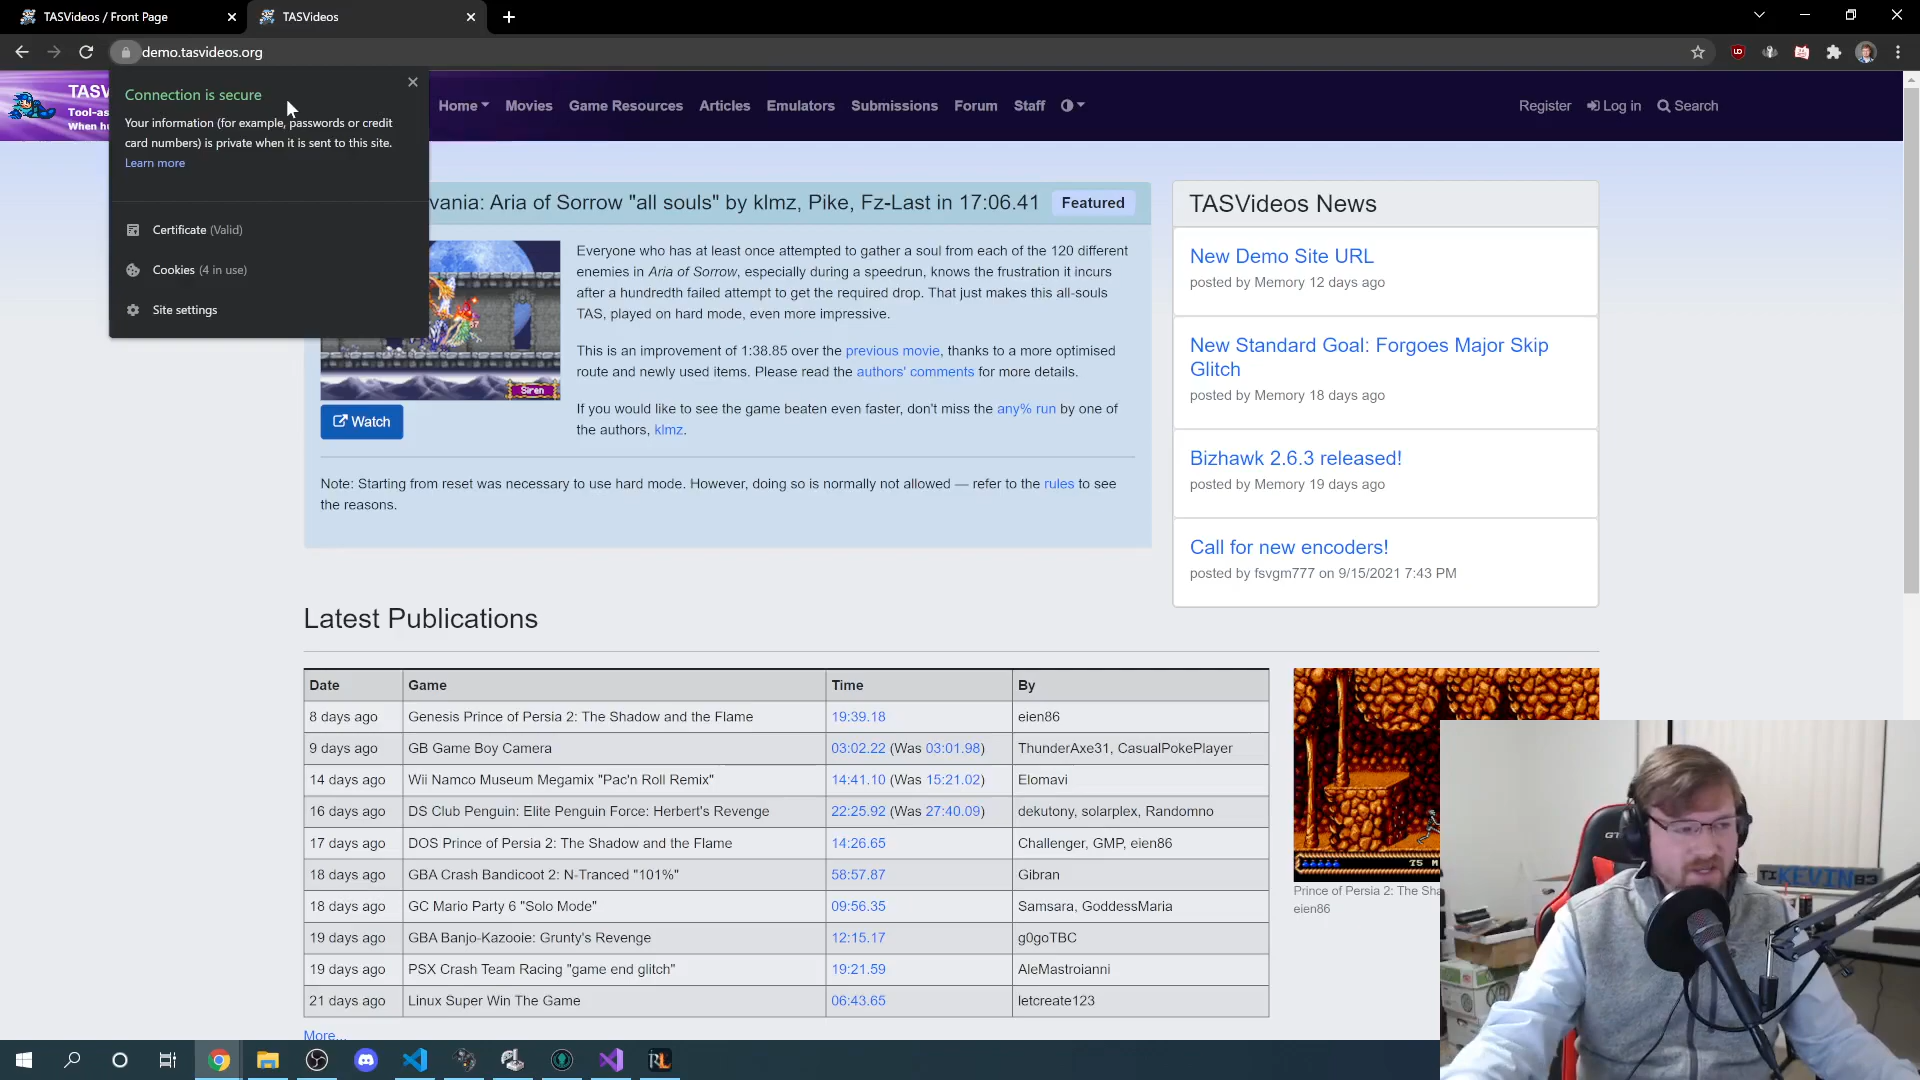 TASVideos / Front Page
TASVideos
demo.tasvideos.org
TASV
Tool-as
When hu
Connection is secure
Your information (for example, passwords or credit
card numbers) is private when it is sent to this site.
Learn more
Certificate (Valid)
Cookies (4 in use)
Site settings
Home
Movies
Game Resources
Articles
Emulators
Submissions
Forum
Staff
Register
Log in
Search
vania: Aria of Sorrow "all souls" by klmz, Pike, Fz-Last in 17:06.41
Featured
Siren
Watch
Everyone who has at least once attempted to gather a soul from each of the 120 different
enemies in Aria of Sorrow, especially during a speedrun, knows the frustration it incurs
after a hundredth failed attempt to get the required drop. That just makes this all-souls
TAS, played on hard mode, even more impressive.
This is an improvement of 1:38.85 over the previous movie, thanks to a more optimised
route and newly used items. Please read the authors' comments for more details.
If you would like to see the game beaten even faster, don't miss the any% run by one of
the authors, klmz.
Note: Starting from reset was necessary to use hard mode. However, doing so is normally not allowed — refer to the rules to see
the reasons.
TASVideos News
New Demo Site URL
posted by Memory 12 days ago
New Standard Goal: Forgoes Major Skip
Glitch
posted by Memory 18 days ago
Bizhawk 2.6.3 released!
posted by Memory 19 days ago
Call for new encoders!
posted by fsvgm777 on 9/15/2021 7:43 PM
Latest Publications
Date Game Time By
8 days ago Genesis Prince of Persia 2: The Shadow and the Flame 19:39.18 eien86
9 days ago GB Game Boy Camera 03:02.22 (Was 03:01.98) ThunderAxe31, CasualPokePlayer
14 days ago Wii Namco Museum Megamix "Pac'n Roll Remix" 14:41.10 (Was 15:21.02) Elomavi
16 days ago DS Club Penguin: Elite Penguin Force: Herbert's Revenge 22:25.92 (Was 27:40.09) dekutony, solarplex, Randomno
17 days ago DOS Prince of Persia 2: The Shadow and the Flame 14:26.65 Challenger, GMP, eien86
18 days ago GBA Crash Bandicoot 2: N-Tranced "101%" 58:57.87 Gibran
18 days ago GC Mario Party 6 "Solo Mode" 09:56.35 Samsara, GoddessMaria
19 days ago GBA Banjo-Kazooie: Grunty's Revenge 12:15.17 g0goTBC
19 days ago PSX Crash Team Racing "game end glitch" 19:21.59 AleMastroianni
21 days ago Linux Super Win The Game 06:43.65 letcreate123
More...
75 M
Prince of Persia 2: The Sha
eien86
GT
TiKEVIN83
RL